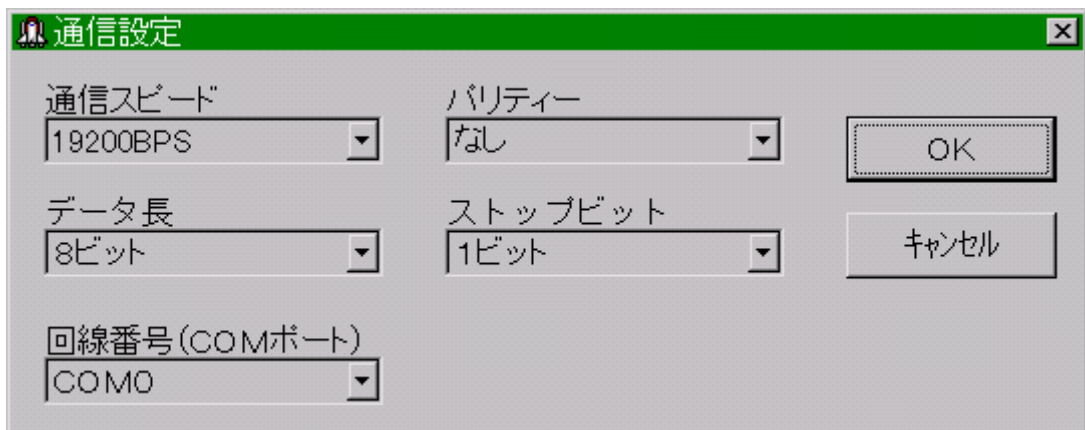 通信設定
通信スピード
19200BPS
パリティー
なし
OK
データ長
8ビット
ストップビット
1ビット
キャンセル
回線番号(COMポート)
COM0